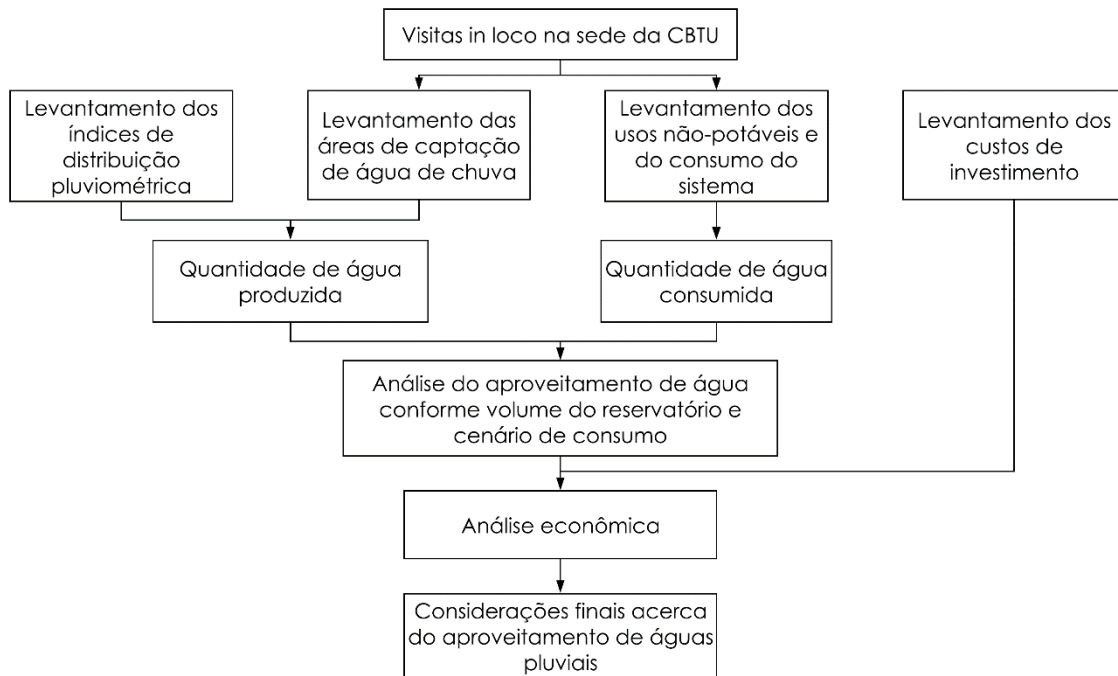 Visitas in loco na sede da CBTU
Levantamento dos
índices de
distribuição
pluviométrica
Levantamento das
áreas de captação
de água de chuva
Levantamento dos
usos não-potáveis e
do consumo do
sistema
Levantamento dos
custos de
investimento
Quantidade de água
produzida
Quantidade de água
consumida
Análise do aproveitamento de água
conforme volume do reservatório e
cenário de consumo
Análise econômica
Considerações finais acerca
do aproveitamento de águas
pluviais